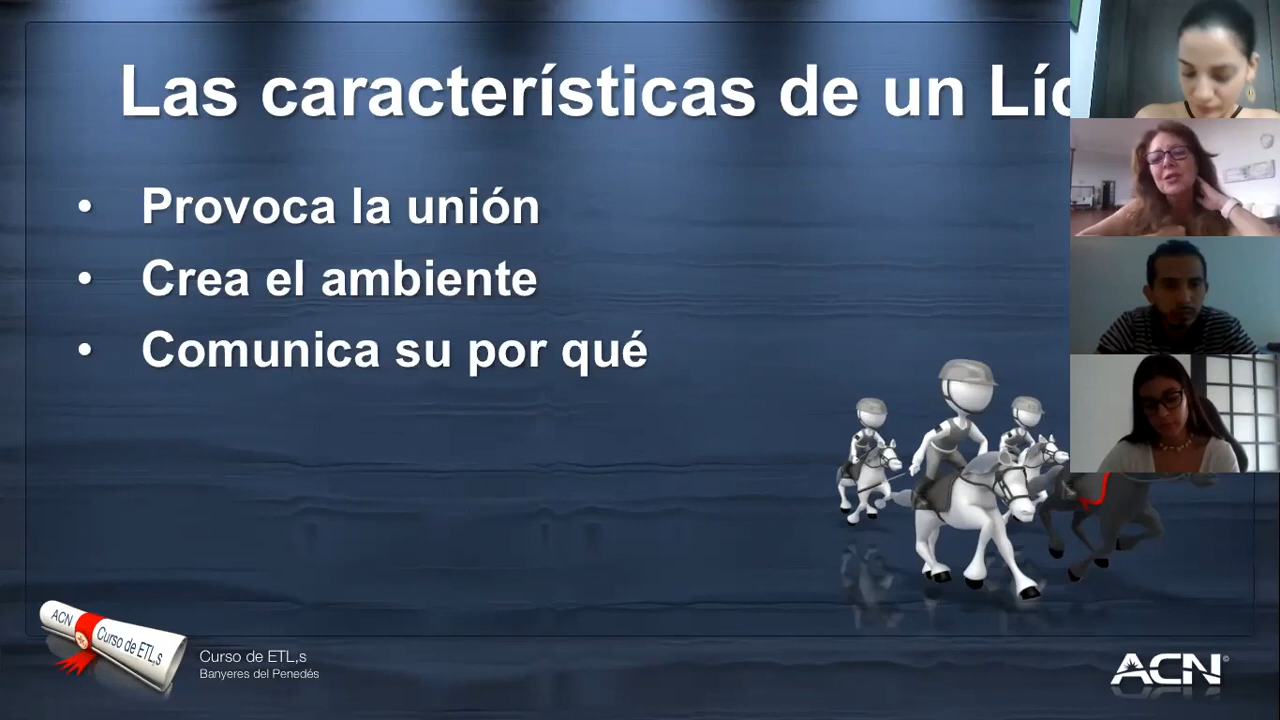 Las características de un Líd
• Provoca la unión
• Crea el ambiente
• Comunica su por qué
ACN
Curso de ETL,s
Curso de ETL,s
Banyeres del Penedés
ACN©